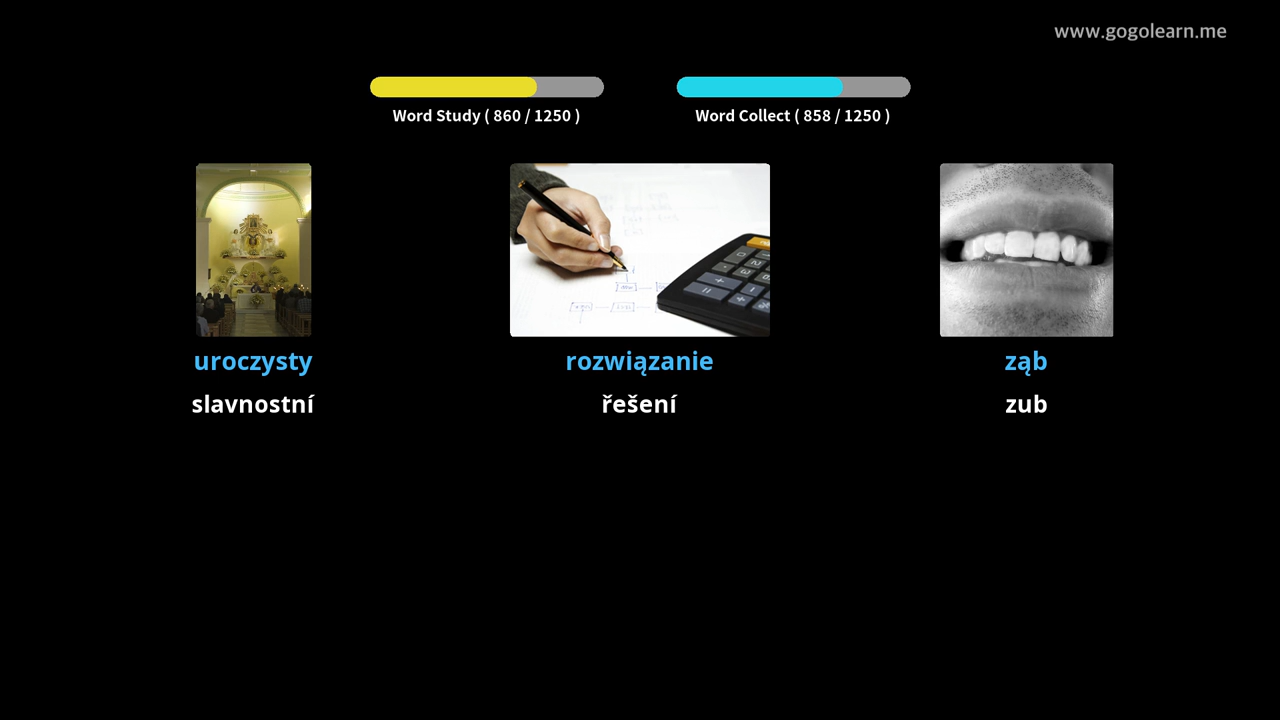 www.gogolearn.me
Word Study ( 860 / 1250 )
Word Collect ( 858 / 1250 )
uroczysty
rozwiązanie
ząb
slavnostní
řešení
zub